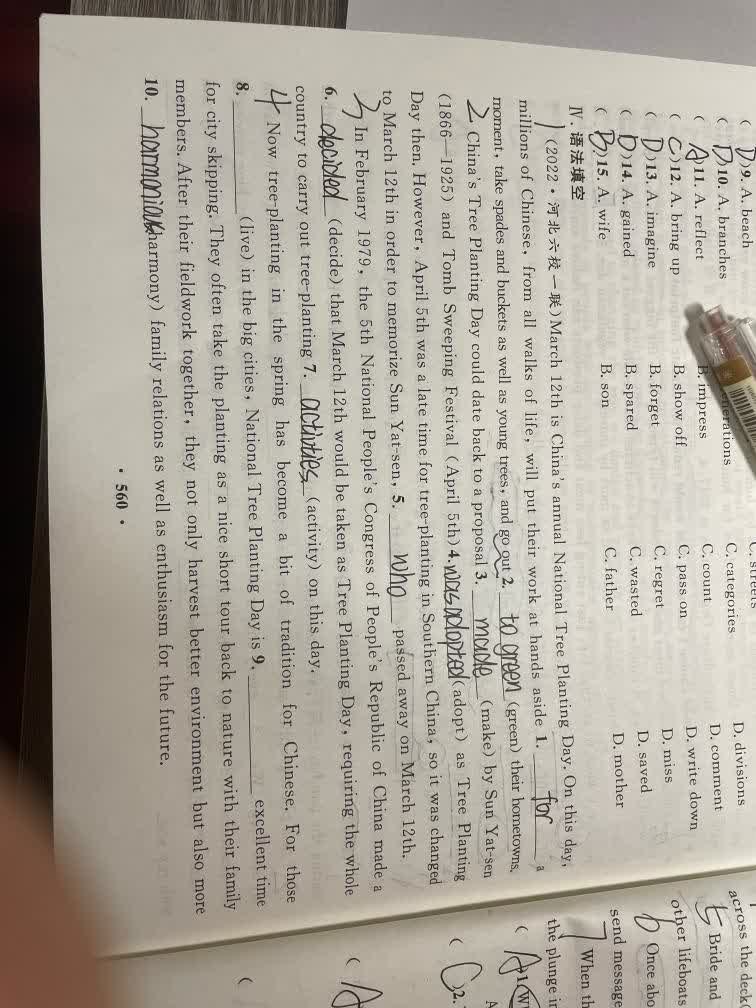 C. streets
( D )9. A. beach
( D )10. A. branches C. categories D. divisions
( A )11. A. reflect B. impress C. count D. comment
( C )12. A. bring up B. show off C. pass on D. write down
( D )13. A. imagine B. forget C. regret D. miss
( D )14. A. gained B. spared C. wasted D. saved
( B )15. A. wife B. son C. father D. mother
Ⅳ.语法填空
1 (2022·河北六校一联)March 12th is China's annual National Tree Planting Day. On this day,
millions of Chinese, from all walks of life, will put their work at hands aside 1. for a
moment, take spades and buckets as well as young trees, and go out 2. to green (green) their hometowns.
2 China's Tree Planting Day could date back to a proposal 3. made (make) by Sun Yat-sen
(1866—1925) and Tomb Sweeping Festival (April 5th) 4. was adopted (adopt) as Tree Planting
Day then. However, April 5th was a late time for tree-planting in Southern China, so it was changed
to March 12th in order to memorize Sun Yat-sen, 5. who passed away on March 12th.
3 In February 1979, the 5th National People's Congress of People's Republic of China made a
6. decided (decide) that March 12th would be taken as Tree Planting Day, requiring the whole
country to carry out tree-planting 7. activities (activity) on this day.
4 Now tree-planting in the spring has become a bit of tradition for Chinese. For those
8. (live) in the big cities, National Tree Planting Day is 9. excellent time
for city skipping. They often take the planting as a nice short tour back to nature with their family
members. After their fieldwork together, they not only harvest better environment but also more
10. (harmony) family relations as well as enthusiasm for the future.
· 560 ·
across the deck
5 Bride and
other lifeboats
6 Once abo
send message
7 When th
the plunge in
( A 1.
( C 2.
( A
(